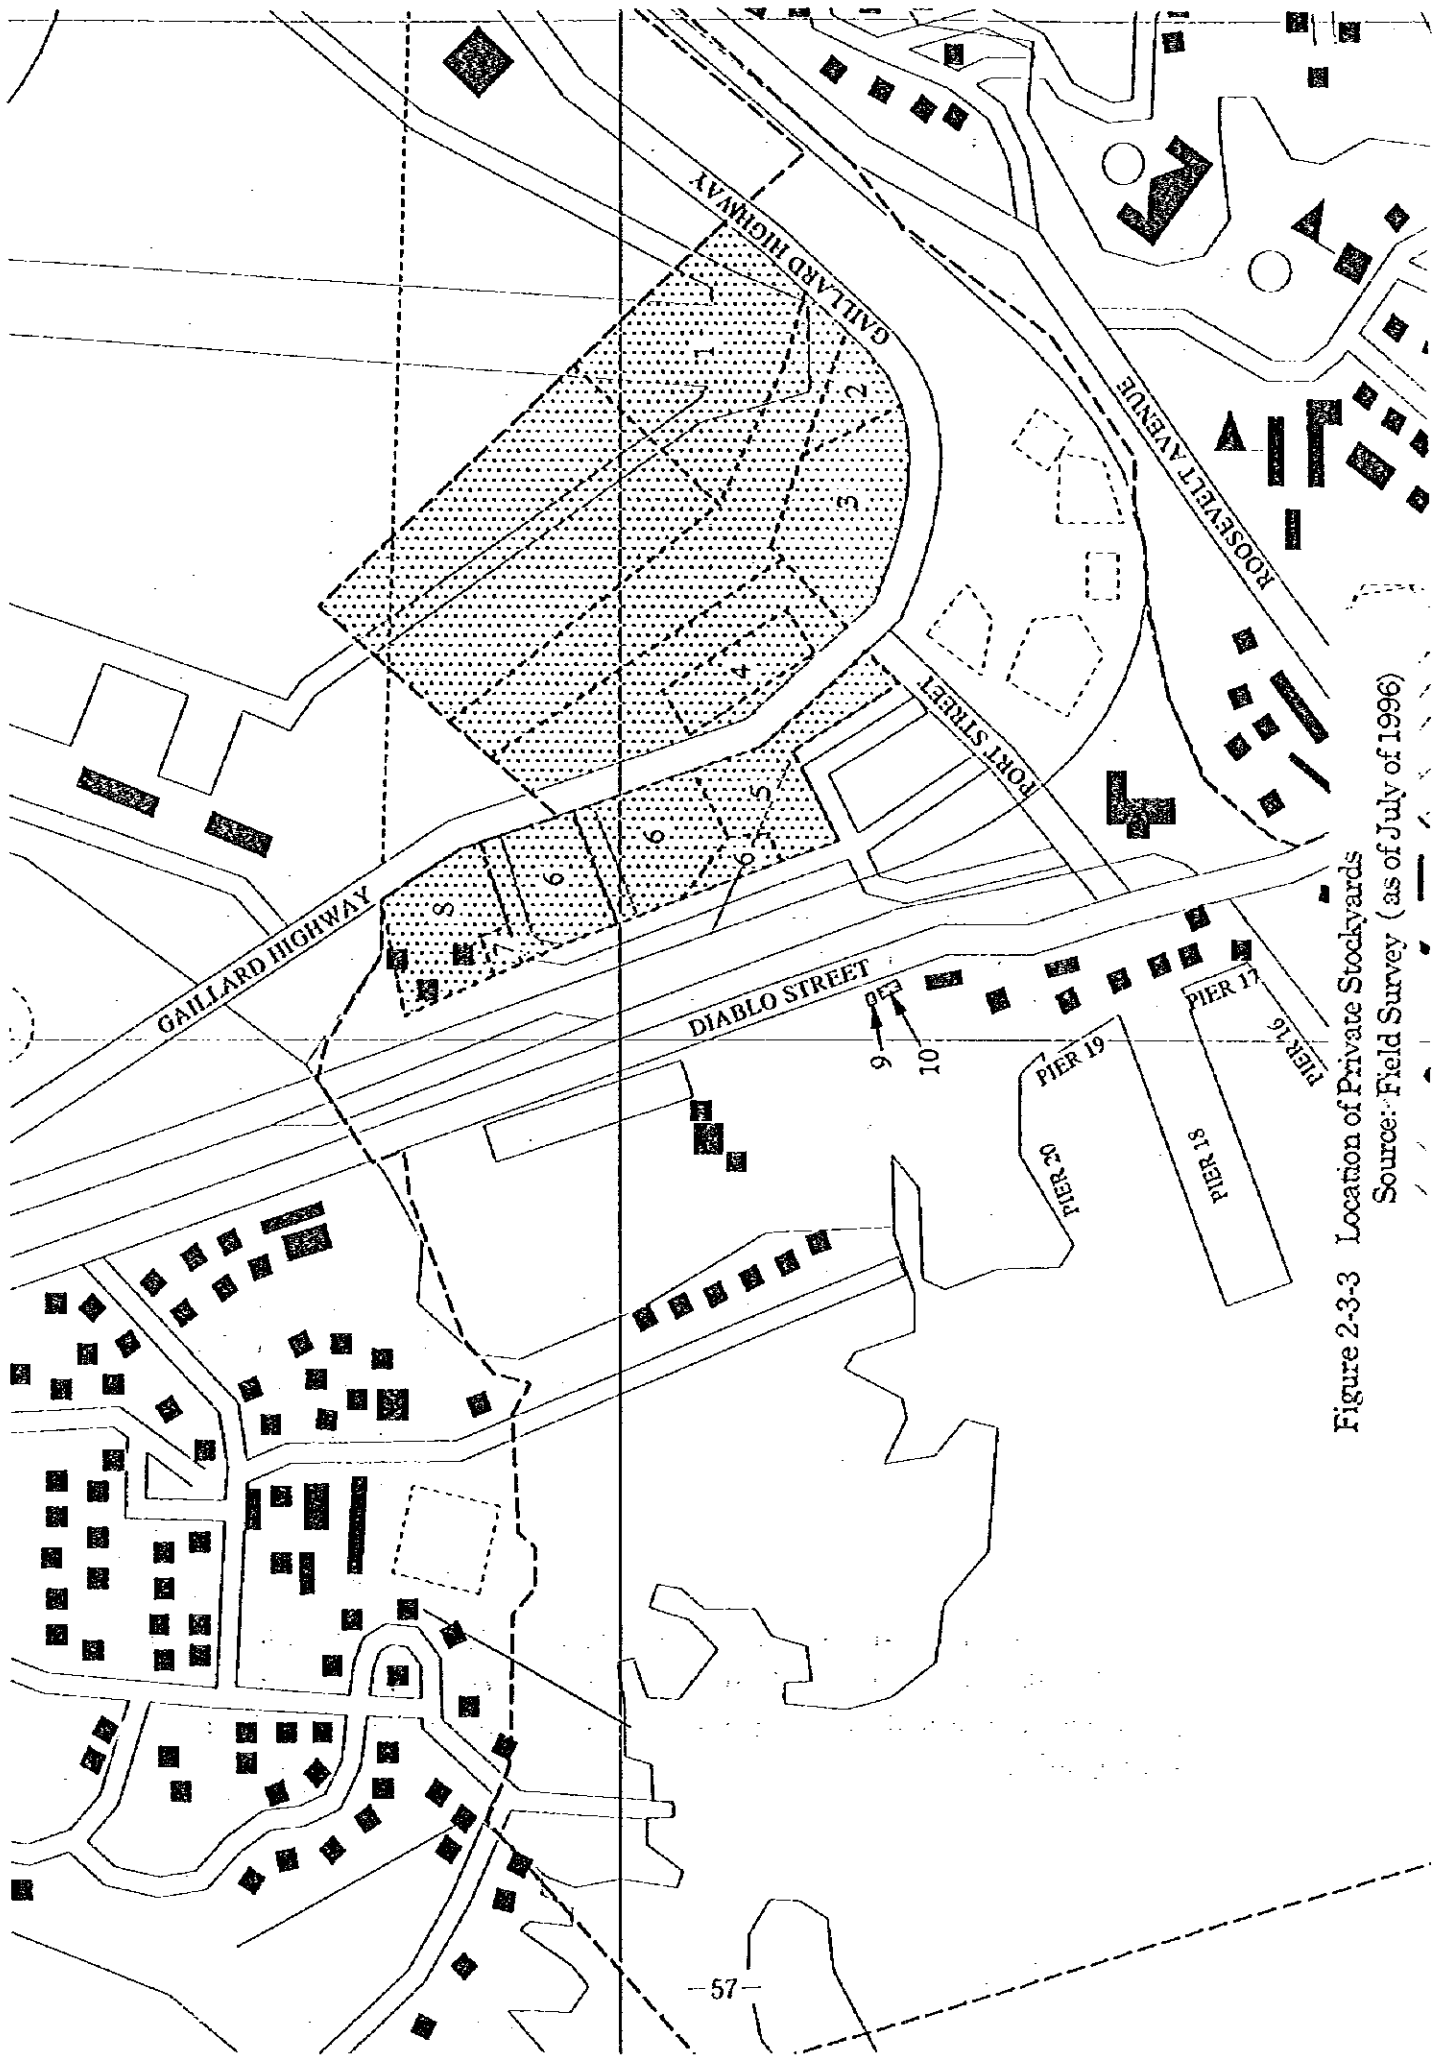 GAILLARD HIGHWAY
1
2
3
4
5
6
6
6
7
8
GAILLARD HIGHWAY
ROOSEVELT AVENUE
PORT STREET
DIABLO STREET
9
10
PIER 20
PIER 19
PIER 18
PIER 17
PIER 16
Figure 2-3-3 Location of Private Stockyards
Source: Field Survey (as of July of 1996)
-57-